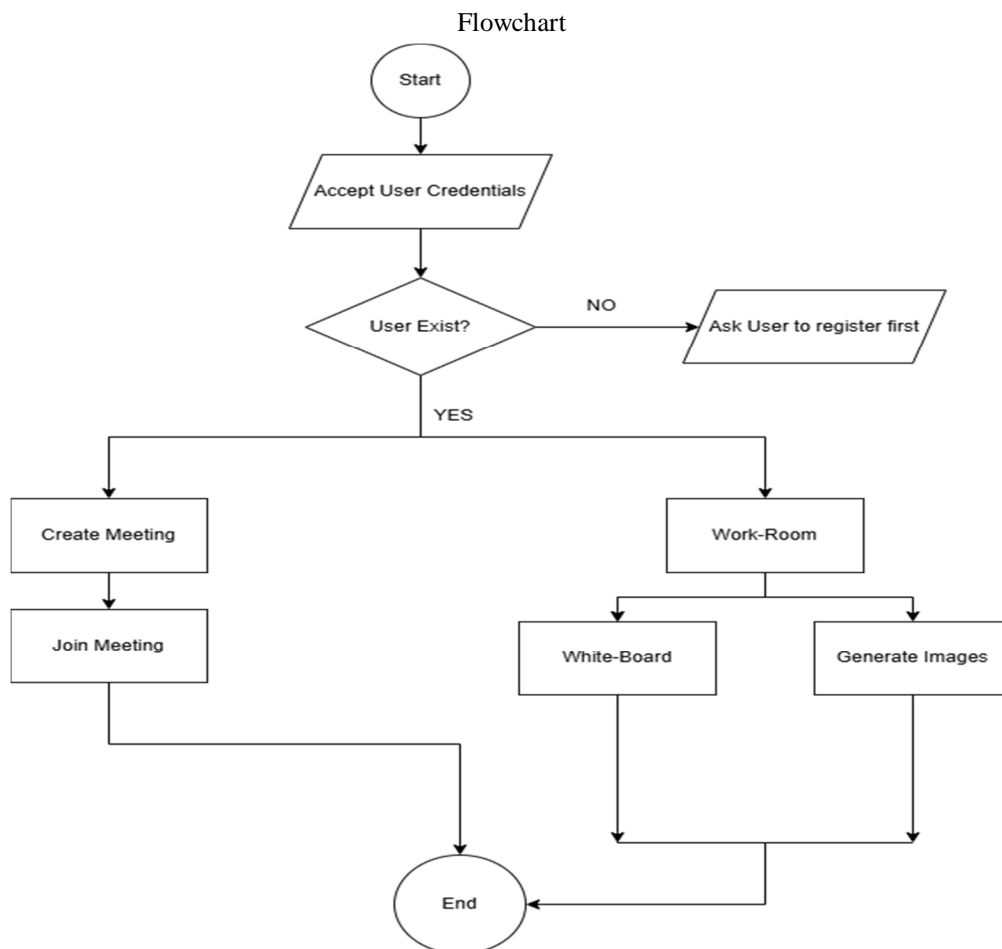 Flowchart
Start
Accept User Credentials
User Exist?
NO
Ask User to register first
YES
Create Meeting
Work-Room
Join Meeting
White-Board
Generate Images
End